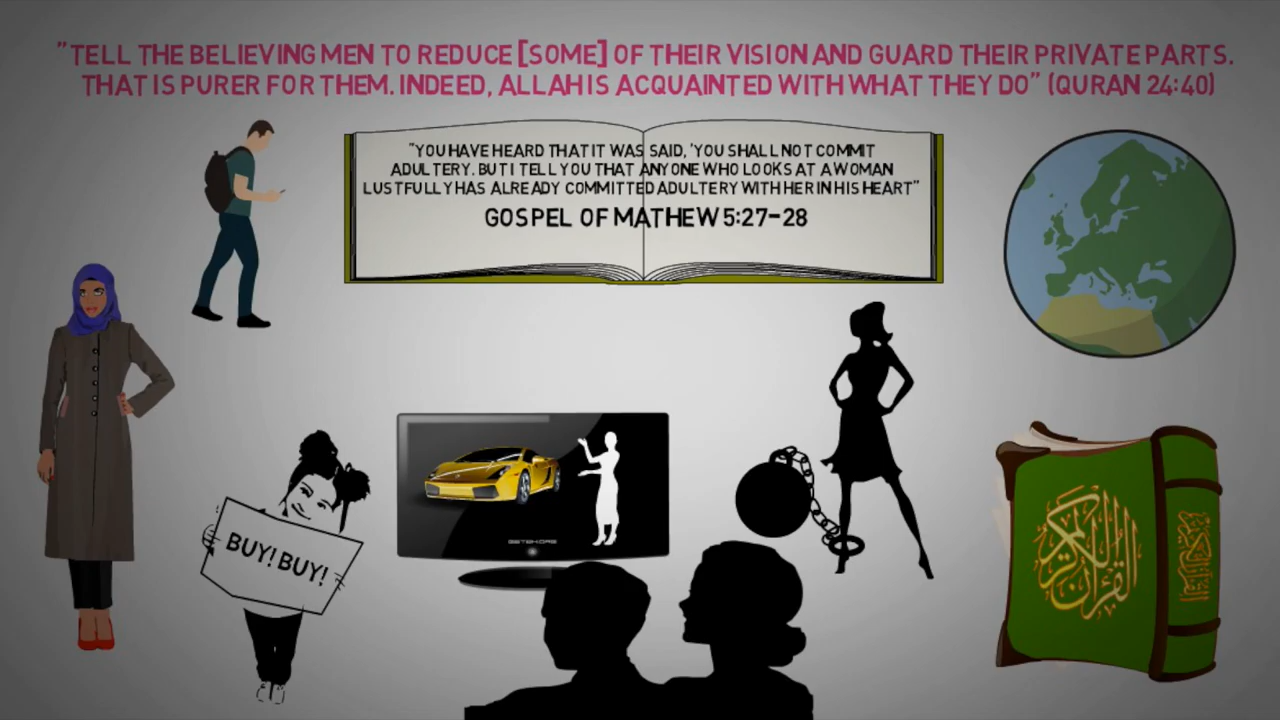 "TELL THE BELIEVING MEN TO REDUCE [SOME] OF THEIR VISION AND GUARD THEIR PRIVATE PARTS.
THAT IS PURER FOR THEM. INDEED, ALLAH IS ACQUAINTED WITH WHAT THEY DO" (QURAN 24:40)
"YOU HAVE HEARD THAT IT WAS SAID, 'YOU SHALL NOT COMMIT
ADULTERY. BUT I TELL YOU THAT ANYONE WHO LOOKS AT A WOMAN
LUSTFULLY HAS ALREADY COMMITTED ADULTERY WITH HER IN HIS HEART"
GOSPEL OF MATHEW 5:27-28
BUY! BUY!
القرآن الكريم